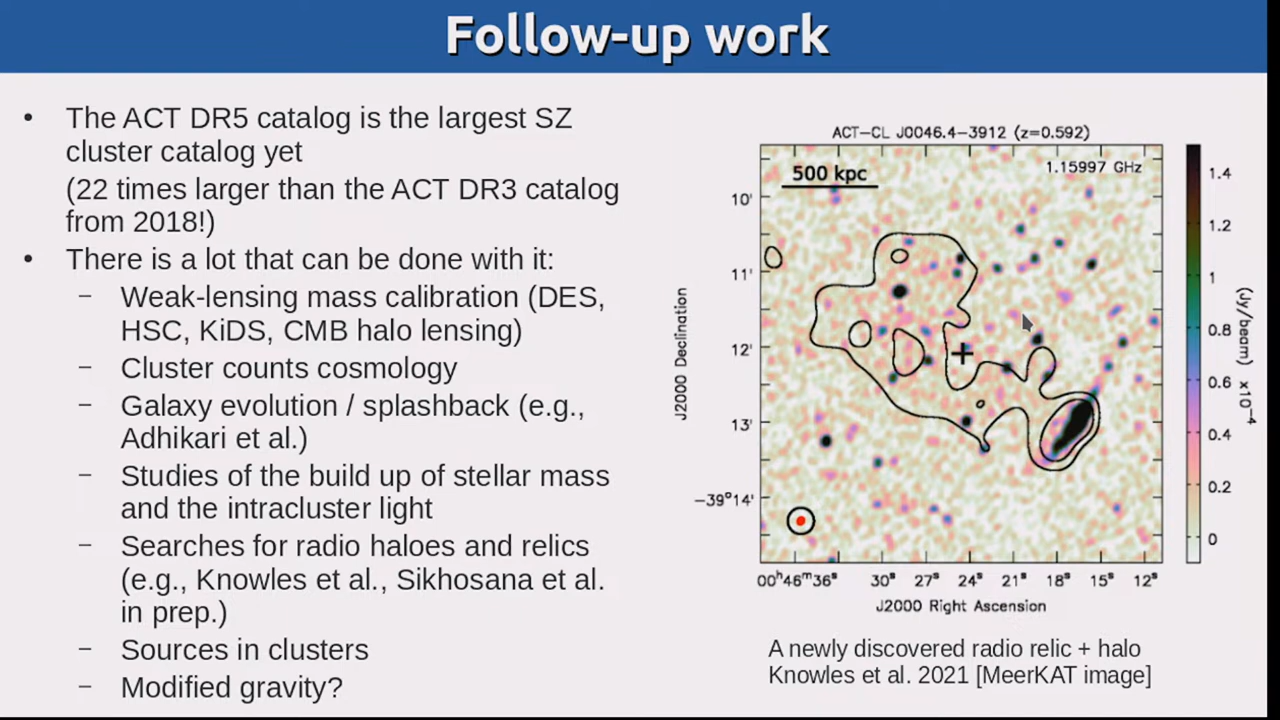 Follow-up work
• The ACT DR5 catalog is the largest SZ
cluster catalog yet
(22 times larger than the ACT DR3 catalog
from 2018!)
• There is a lot that can be done with it:
– Weak-lensing mass calibration (DES,
HSC, KiDS, CMB halo lensing)
– Cluster counts cosmology
– Galaxy evolution / splashback (e.g.,
Adhikari et al.)
– Studies of the build up of stellar mass
and the intracluster light
– Searches for radio haloes and relics
(e.g., Knowles et al., Sikhosana et al.
in prep.)
– Sources in clusters
– Modified gravity?
ACT-CL J0046.4-3912 (z=0.592)
500 kpc
1.15997 GHz
J2000 Declination
10'
11'
12'
13'
-39°14'
00ʰ46ᵐ36ˢ 30ˢ 27ˢ 24ˢ 21ˢ 18ˢ 15ˢ 12ˢ
J2000 Right Ascension
1.4
1.2
1
0.8
0.6
0.4
0.2
0
(Jy/beam) x10⁻⁴
A newly discovered radio relic + halo
Knowles et al. 2021 [MeerKAT image]